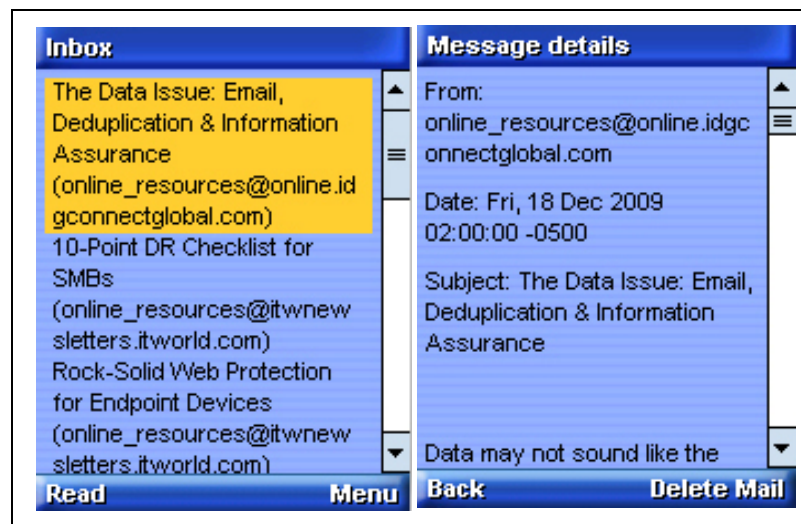 Inbox
The Data Issue: Email,
Deduplication & Information
Assurance
(online_resources@online.id
gconnectglobal.com)
10-Point DR Checklist for
SMBs
(online_resources@itwnew
sletters.itworld.com)
Rock-Solid Web Protection
for Endpoint Devices
(online_resources@itwnew
sletters.itworld.com)
Read Menu
Message details
From:
online_resources@online.idgc
onnectglobal.com
Date: Fri, 18 Dec 2009
02:00:00 -0500
Subject: The Data Issue: Email,
Deduplication & Information
Assurance
Data may not sound like the
Back Delete Mail